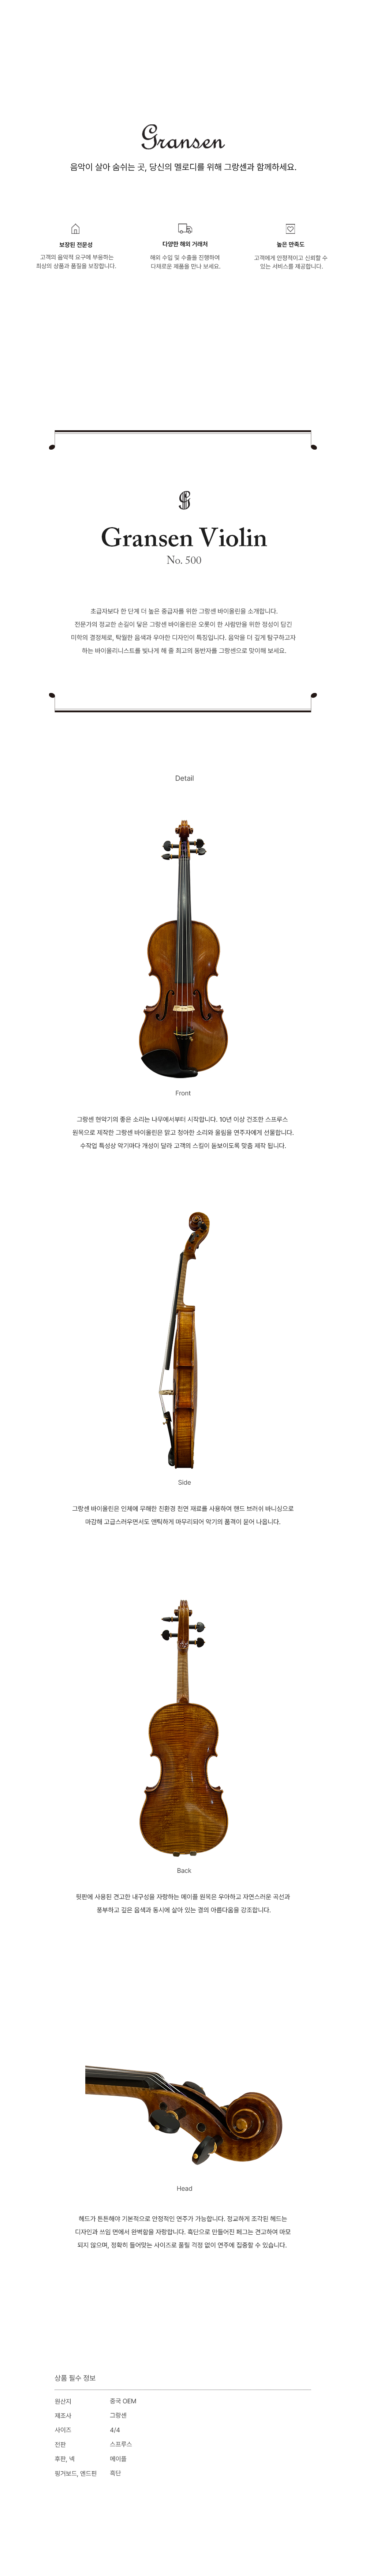 Gransen
음악이 살아 숨쉬는 곳, 당신의 멜로디를 위해 그랑센과 함께하세요.
보장된 전문성
고객의 음악적 요구에 부응하는
최상의 상품과 품질을 보장합니다.
다양한 해외 거래처
해외 수입 및 수출을 진행하여
다채로운 제품을 만나 보세요.
높은 만족도
고객에게 안정적이고 신뢰할 수
있는 서비스를 제공합니다.
Gransen Violin
No. 500
초급자보다 한 단계 더 높은 중급자를 위한 그랑센 바이올린을 소개합니다.
전문가의 정교한 손길이 닿은 그랑센 바이올린은 오롯이 한 사람만을 위한 정성이 담긴
미학의 결정체로, 탁월한 음색과 우아한 디자인이 특징입니다. 음악을 더 깊게 탐구하고자
하는 바이올리니스트를 빛나게 해 줄 최고의 동반자를 그랑센으로 맞이해 보세요.
Detail
Front
그랑센 현악기의 좋은 소리는 나무에서부터 시작합니다. 10년 이상 건조한 스프루스
원목으로 제작한 그랑센 바이올린은 맑고 청아한 소리와 울림을 연주자에게 선물합니다.
수작업 특성상 악기마다 개성이 달라 고객의 스킬이 돋보이도록 맞춤 제작 됩니다.
Side
그랑센 바이올린은 인체에 무해한 친환경 천연 재료를 사용하여 핸드 브러쉬 바니싱으로
마감해 고급스러우면서도 앤틱하게 마무리되어 악기의 품격이 묻어 나옵니다.
Back
뒷판에 사용된 견고한 내구성을 자랑하는 메이플 원목은 우아하고 자연스러운 곡선과
풍부하고 깊은 음색과 동시에 살아 있는 결의 아름다움을 강조합니다.
Head
헤드가 튼튼해야 기본적으로 안정적인 연주가 가능합니다. 정교하게 조각된 헤드는
디자인과 쓰임 면에서 완벽함을 자랑합니다. 흑단으로 만들어진 페그는 견고하여 마모
되지 않으며, 정확히 들어맞는 사이즈로 풀릴 걱정 없이 연주에 집중할 수 있습니다.
상품 필수 정보
원산지 중국 OEM
제조사 그랑센
사이즈 4/4
전판 스프루스
후판, 넥 메이플
핑거보드, 엔드핀 흑단